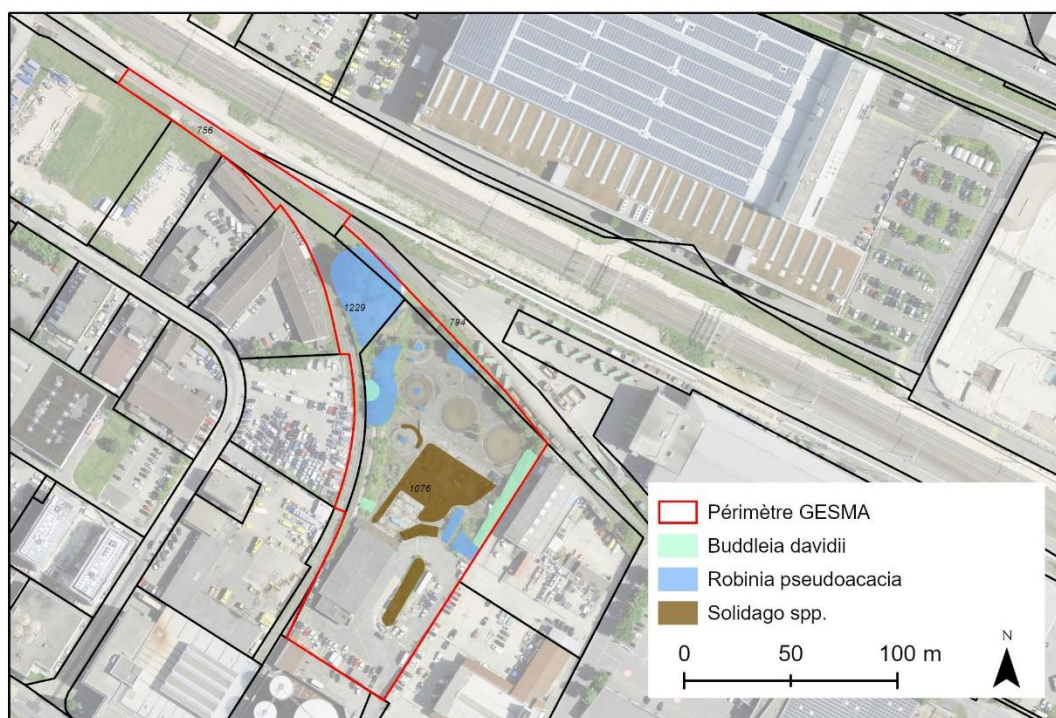 756
1229
794
1076
Périmètre GESMA
Buddleia davidii
Robinia pseudoacacia
Solidago spp.
N
0 50 100 m